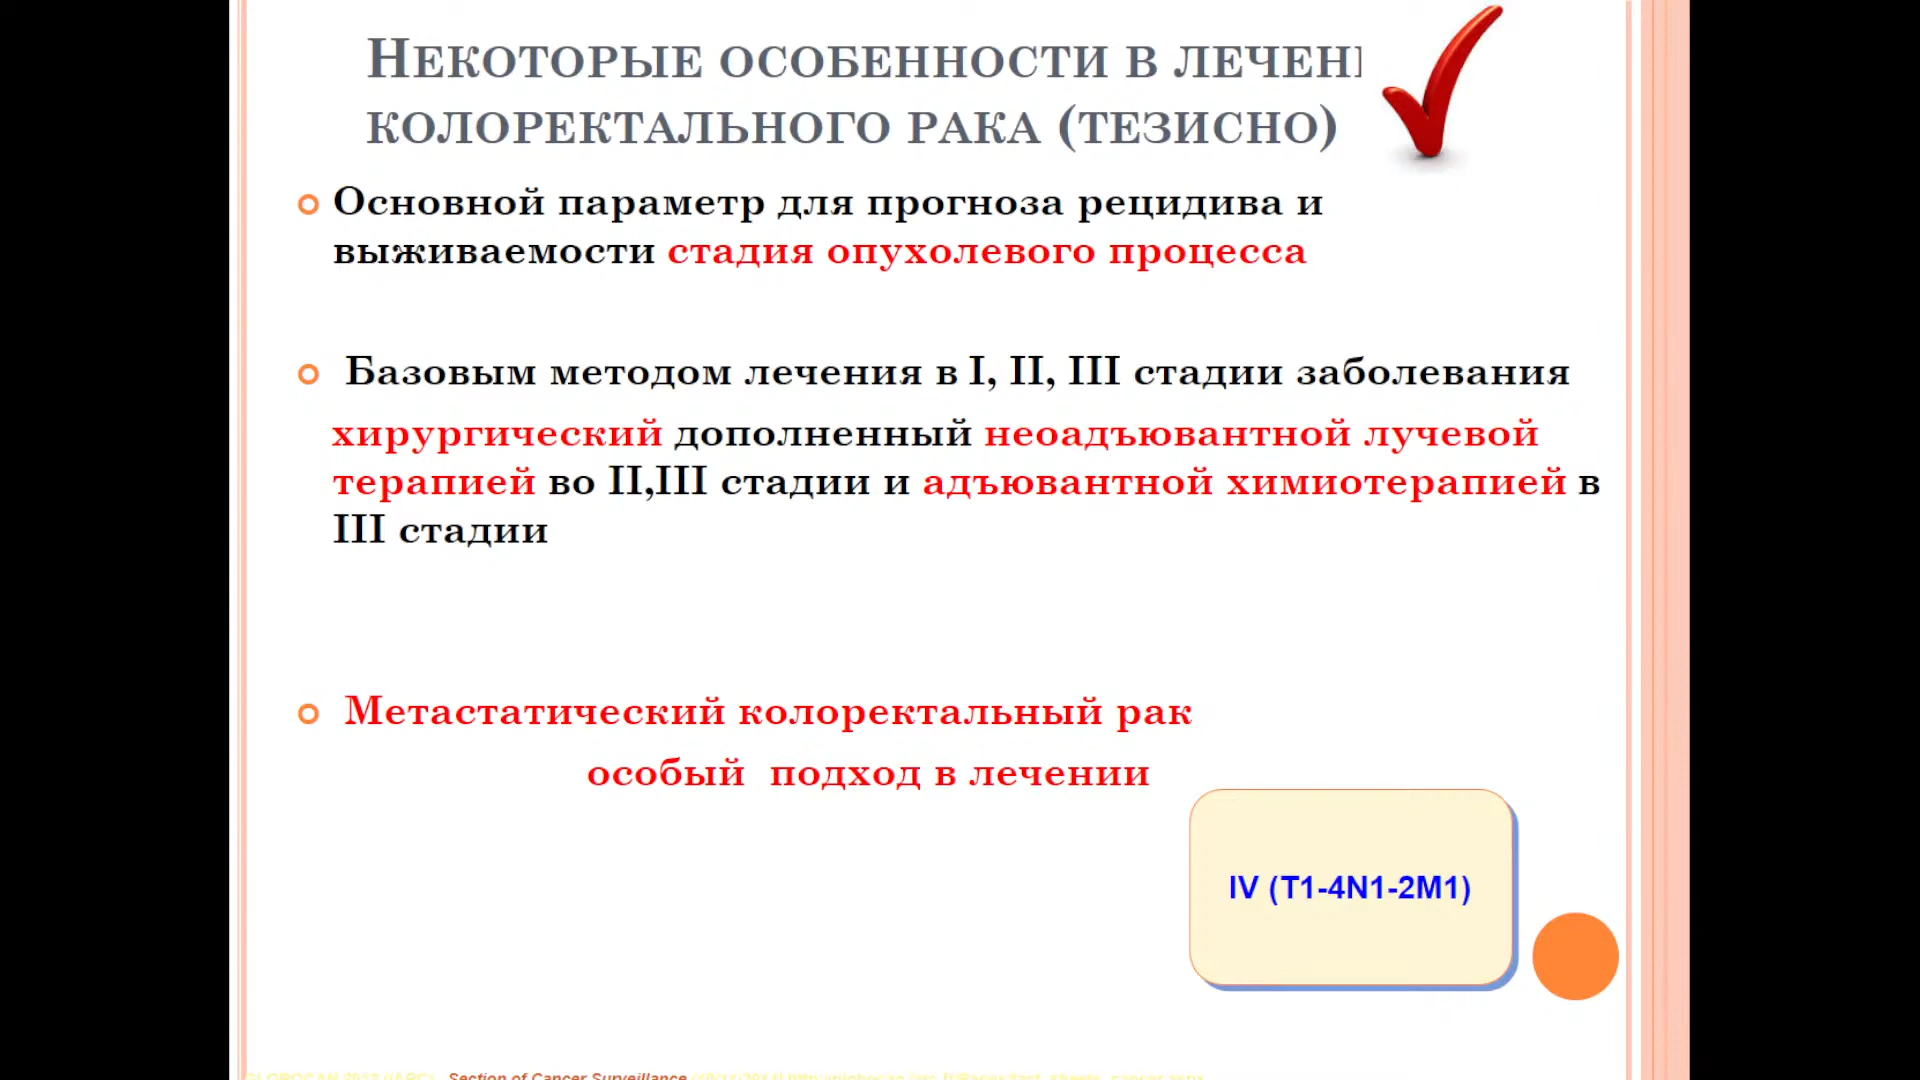 Некоторые особенности в лечен
колоректального рака (тезисно)
Основной параметр для прогноза рецидива и
выживаемости стадия опухолевого процесса
Базовым методом лечения в I, II, III стадии заболевания
хирургический дополненный неоадъювантной лучевой
терапией во II,III стадии и адъювантной химиотерапией в
III стадии
Метастатический колоректальный рак
особый подход в лечении
IV (T1-4N1-2M1)
Section of Cancer Surveillance